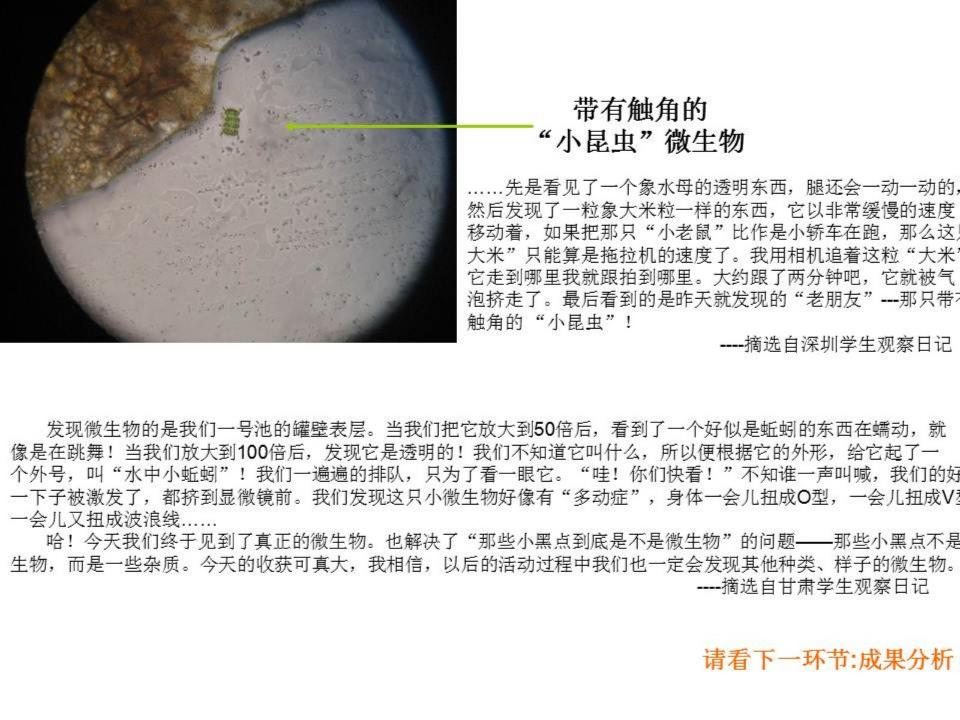 带有触角的
“小昆虫”微生物
……先是看见了一个象水母的透明东西，腿还会一动一动的，
然后发现了一粒象大米粒一样的东西，它以非常缓慢的速度
移动着，如果把那只“小老鼠”比作是小轿车在跑，那么这
大米”只能算是拖拉机的速度了。我用相机追着这粒“大米”
它走到哪里我就跟拍到哪里。大约跟了两分钟吧，它就被气
泡挤走了。最后看到的是昨天就发现的“老朋友”---那只带
触角的 “小昆虫”！
----摘选自深圳学生观察日记
发现微生物的是我们一号池的罐壁表层。当我们把它放大到50倍后，看到了一个好似是蚯蚓的东西在蠕动，就
像是在跳舞！当我们放大到100倍后，发现它是透明的！我们不知道它叫什么，所以便根据它的外形，给它起了一
个外号，叫“水中小蚯蚓”！我们一遍遍的排队，只为了看一眼它。“哇！你们快看！”不知谁一声叫喊，我们的好
一下子被激发了，都挤到显微镜前。我们发现这只小微生物好像有“多动症”，身体一会儿扭成O型，一会儿扭成V
一会儿又扭成波浪线……
哈！今天我们终于见到了真正的微生物。也解决了“那些小黑点到底是不是微生物”的问题——那些小黑点不是
生物，而是一些杂质。今天的收获可真大，我相信，以后的活动过程中我们也一定会发现其他种类、样子的微生物。
----摘选自甘肃学生观察日记
请看下一环节:成果分析